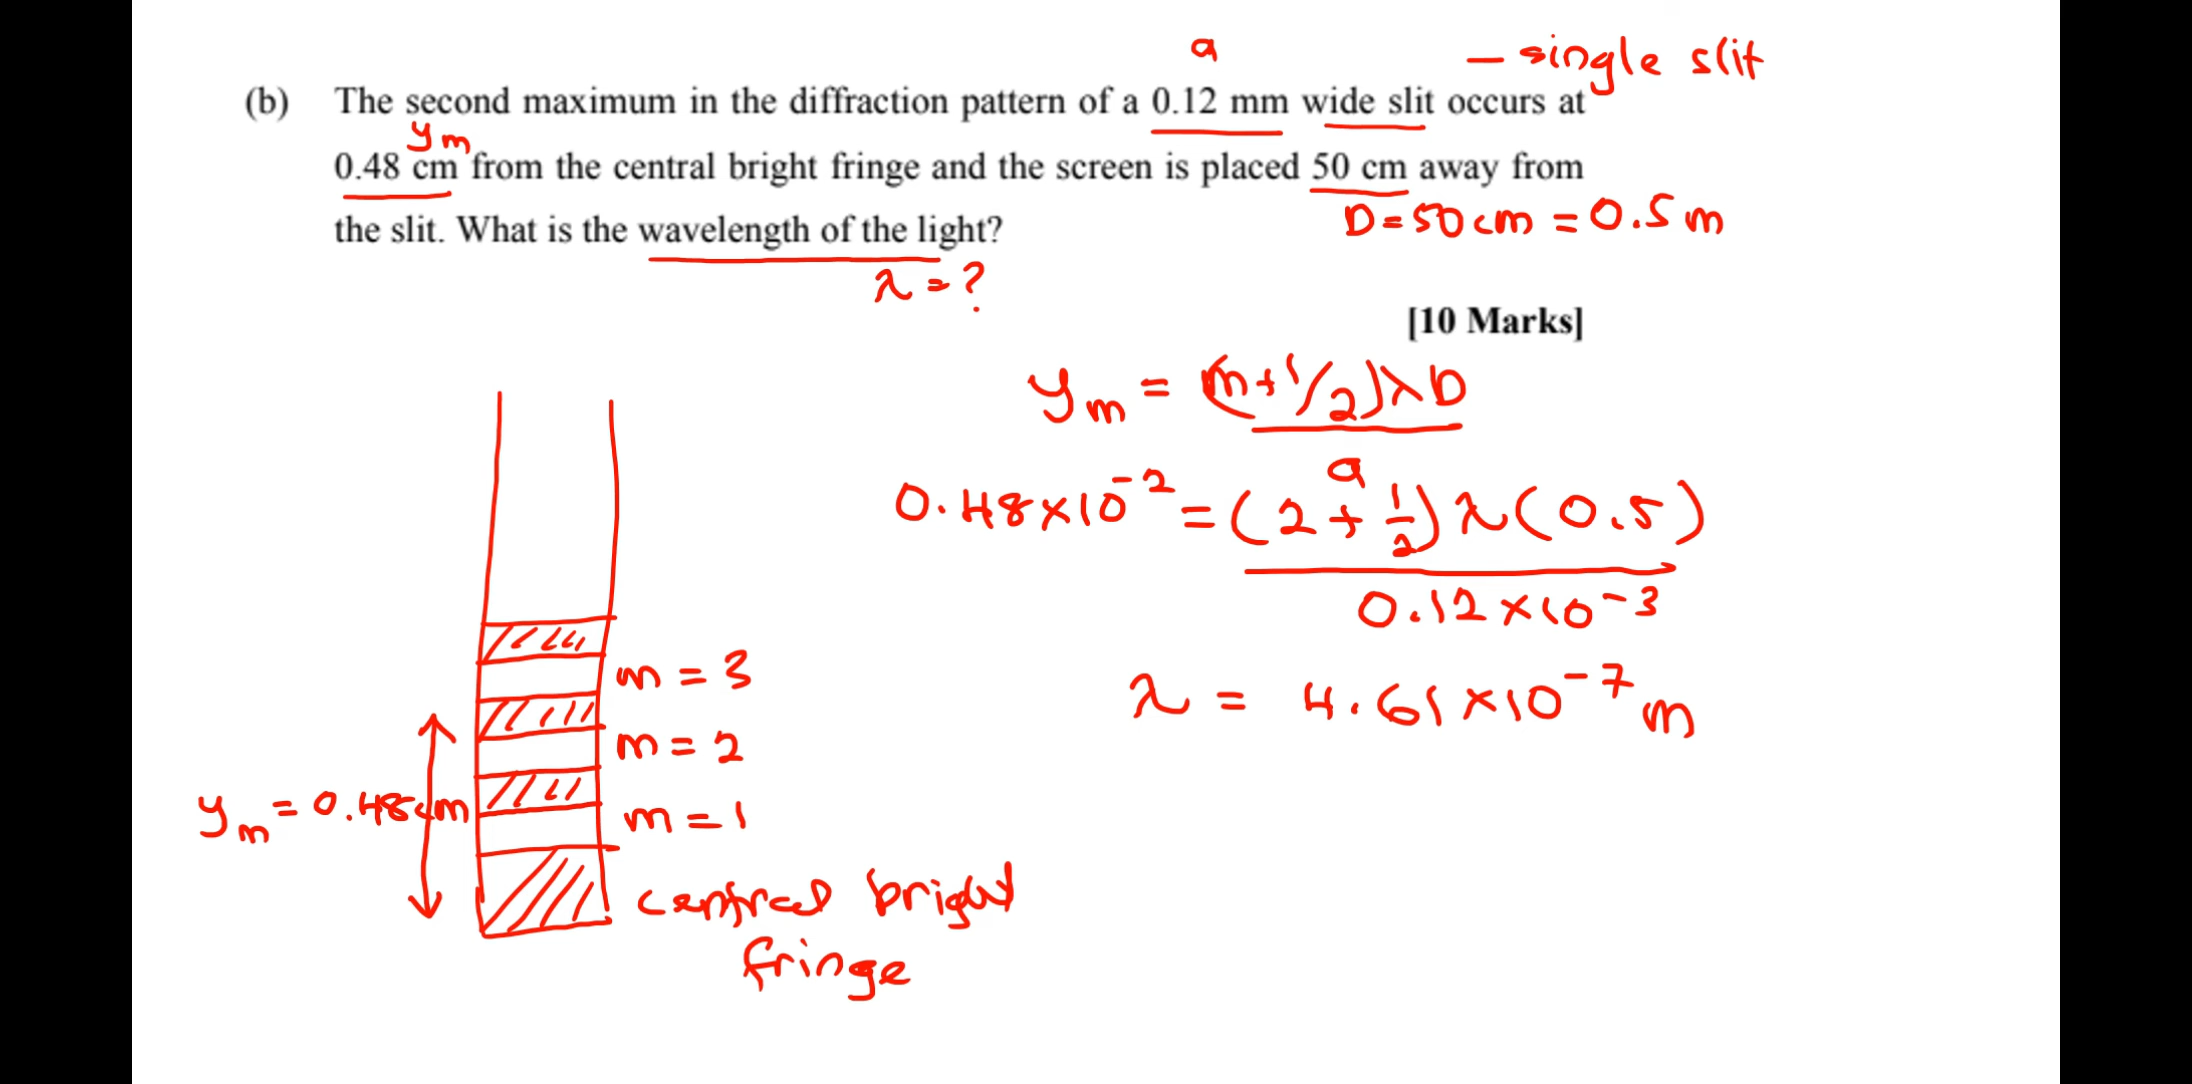 a
– single slit
(b) The second maximum in the diffraction pattern of a 0.12 mm wide slit occurs at
ym
0.48 cm from the central bright fringe and the screen is placed 50 cm away from
D = 50 cm = 0.5 m
the slit. What is the wavelength of the light?
λ = ?
[10 Marks]
ym = (m+1/2)λD
a
0.48×10⁻² = (2 + 1/2) λ (0.5)
0.12×10⁻³
λ = 4.61×10⁻⁷ m
m = 3
m = 2
ym = 0.48cm
m = 1
central bright
fringe